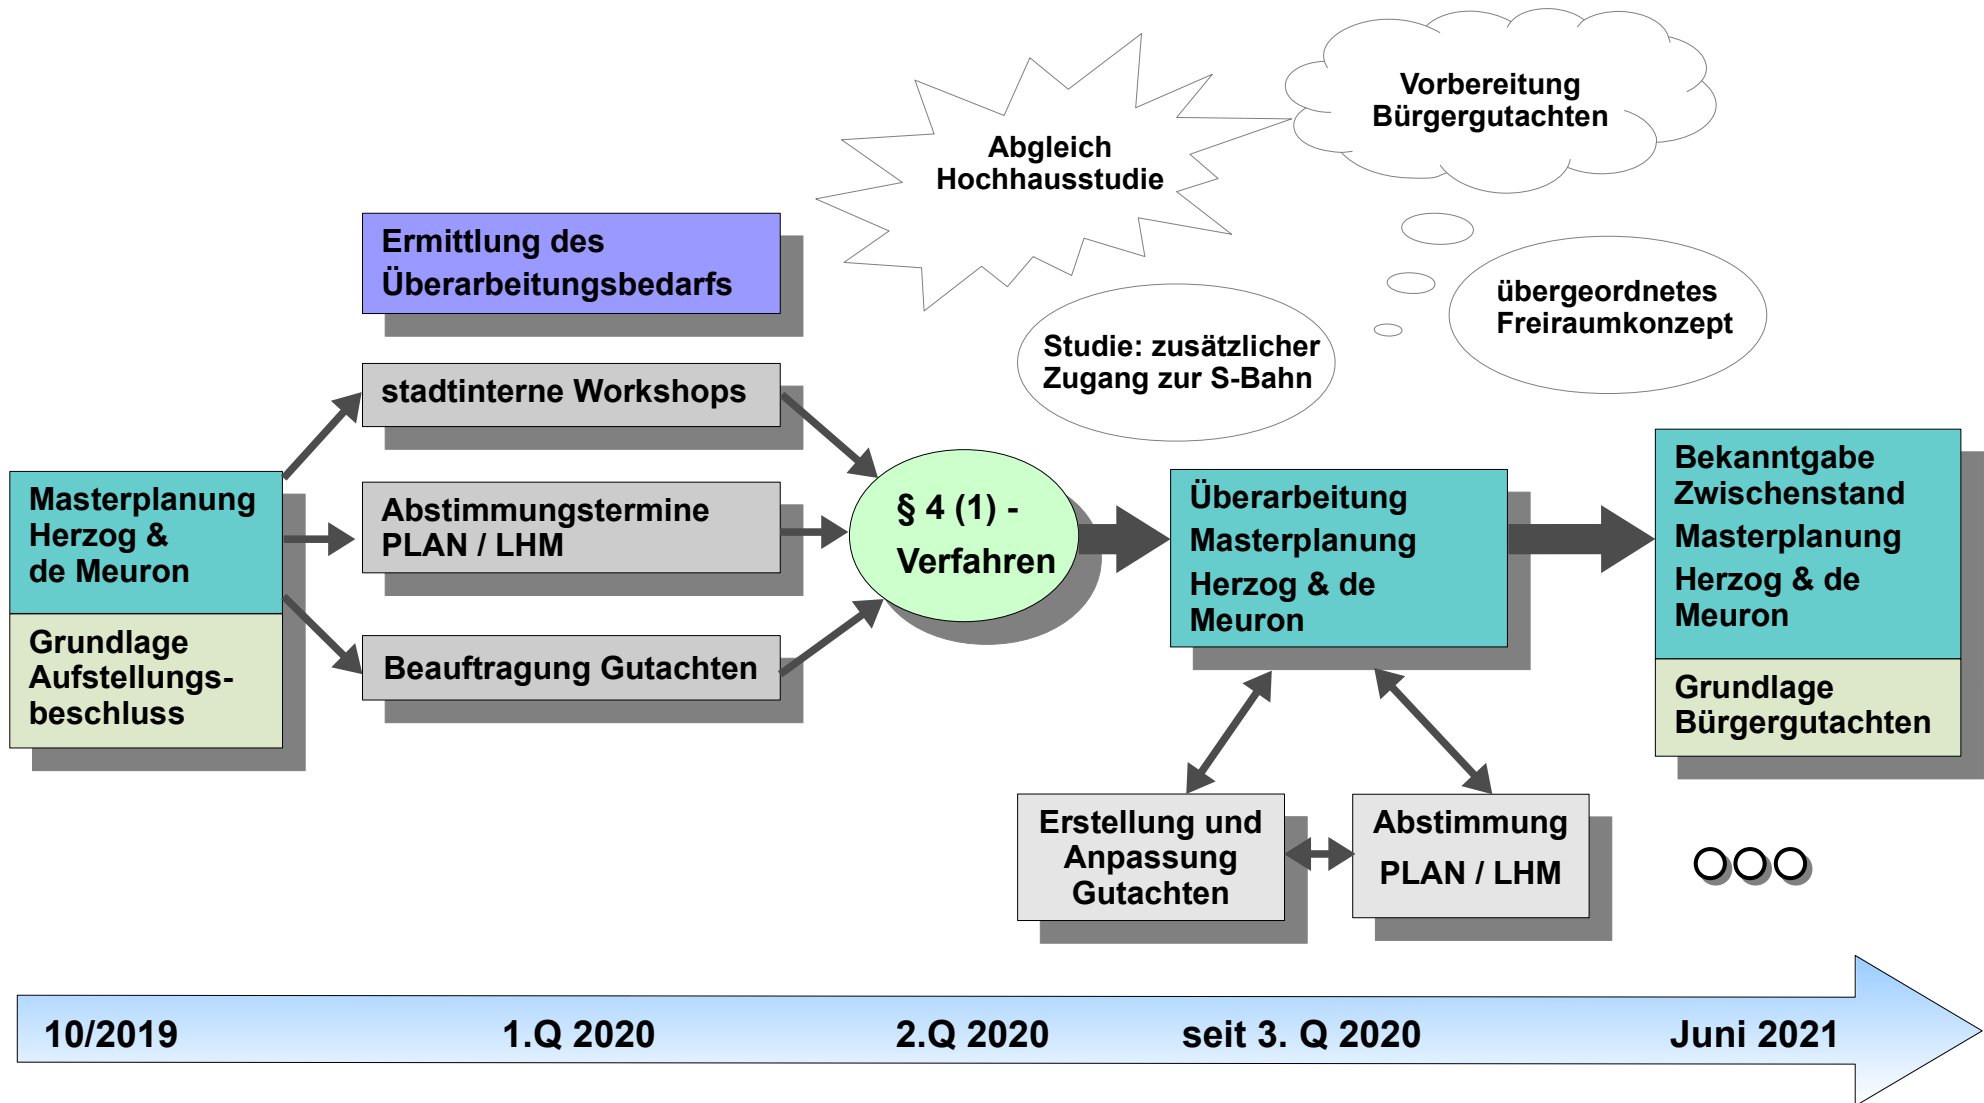 Vorbereitung
Bürgergutachten
Abgleich
Hochhausstudie
Ermittlung des
Überarbeitungsbedarfs
übergeordnetes
Freiraumkonzept
Studie: zusätzlicher
Zugang zur S-Bahn
stadtinterne Workshops
Masterplanung
Herzog &
de Meuron
Grundlage
Aufstellungs-
beschluss
Abstimmungstermine
PLAN / LHM
Beauftragung Gutachten
§ 4 (1) -
Verfahren
Überarbeitung
Masterplanung
Herzog & de
Meuron
Bekanntgabe
Zwischenstand
Masterplanung
Herzog & de
Meuron
Grundlage
Bürgergutachten
Erstellung und
Anpassung
Gutachten
Abstimmung
PLAN / LHM
10/2019
1.Q 2020
2.Q 2020
seit 3. Q 2020
Juni 2021